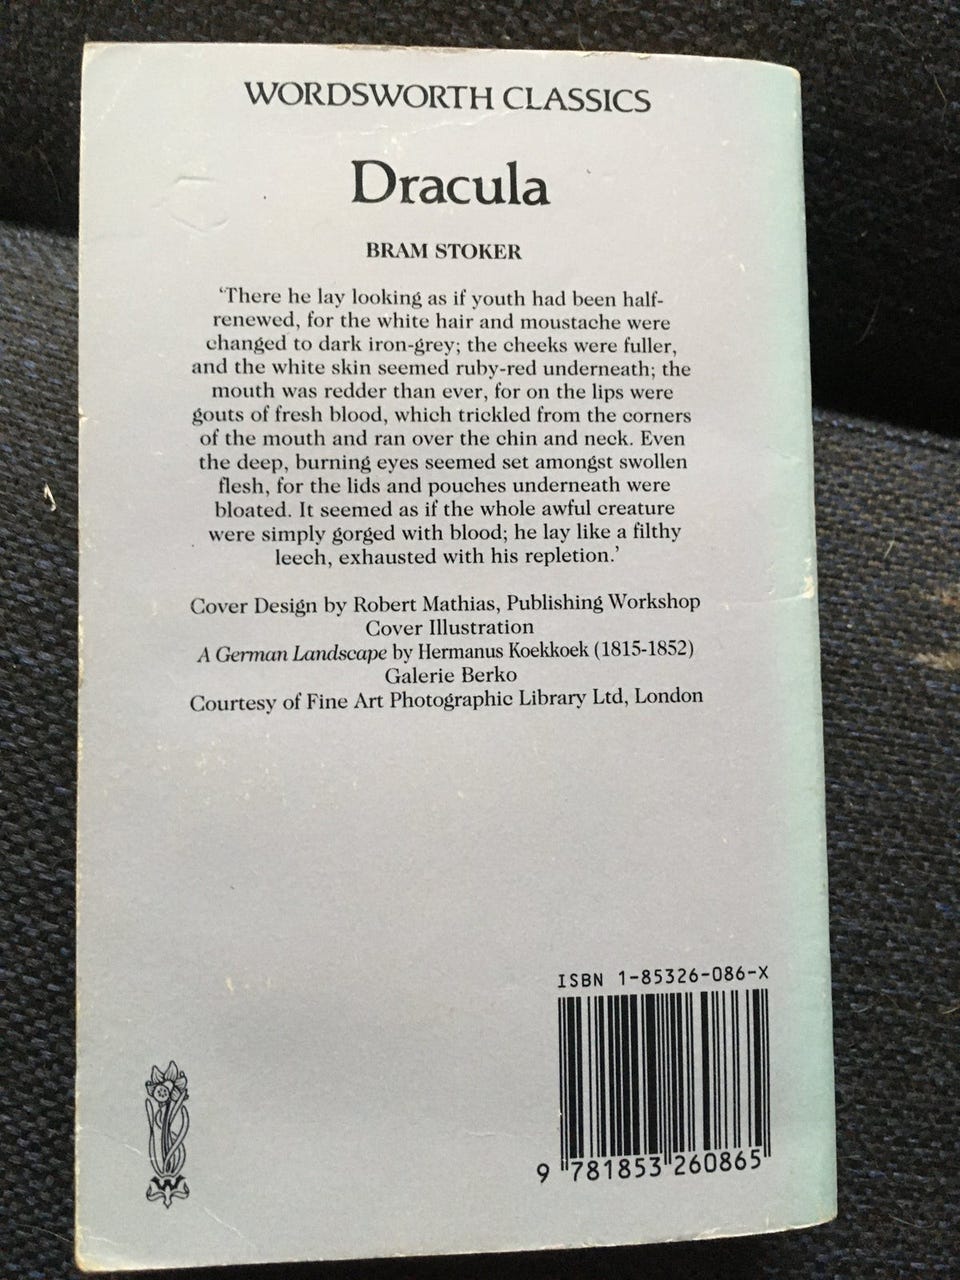 WORDSWORTH CLASSICS
Dracula
BRAM STOKER
‘There he lay looking as if youth had been half-
renewed, for the white hair and moustache were
changed to dark iron-grey; the cheeks were fuller,
and the white skin seemed ruby-red underneath; the
mouth was redder than ever, for on the lips were
gouts of fresh blood, which trickled from the corners
of the mouth and ran over the chin and neck. Even
the deep, burning eyes seemed set amongst swollen
flesh, for the lids and pouches underneath were
bloated. It seemed as if the whole awful creature
were simply gorged with blood; he lay like a filthy
leech, exhausted with his repletion.’
Cover Design by Robert Mathias, Publishing Workshop
Cover Illustration
A German Landscape by Hermanus Koekkoek (1815-1852)
Galerie Berko
Courtesy of Fine Art Photographic Library Ltd, London
ISBN 1-85326-086-X
9 781853 260865
W